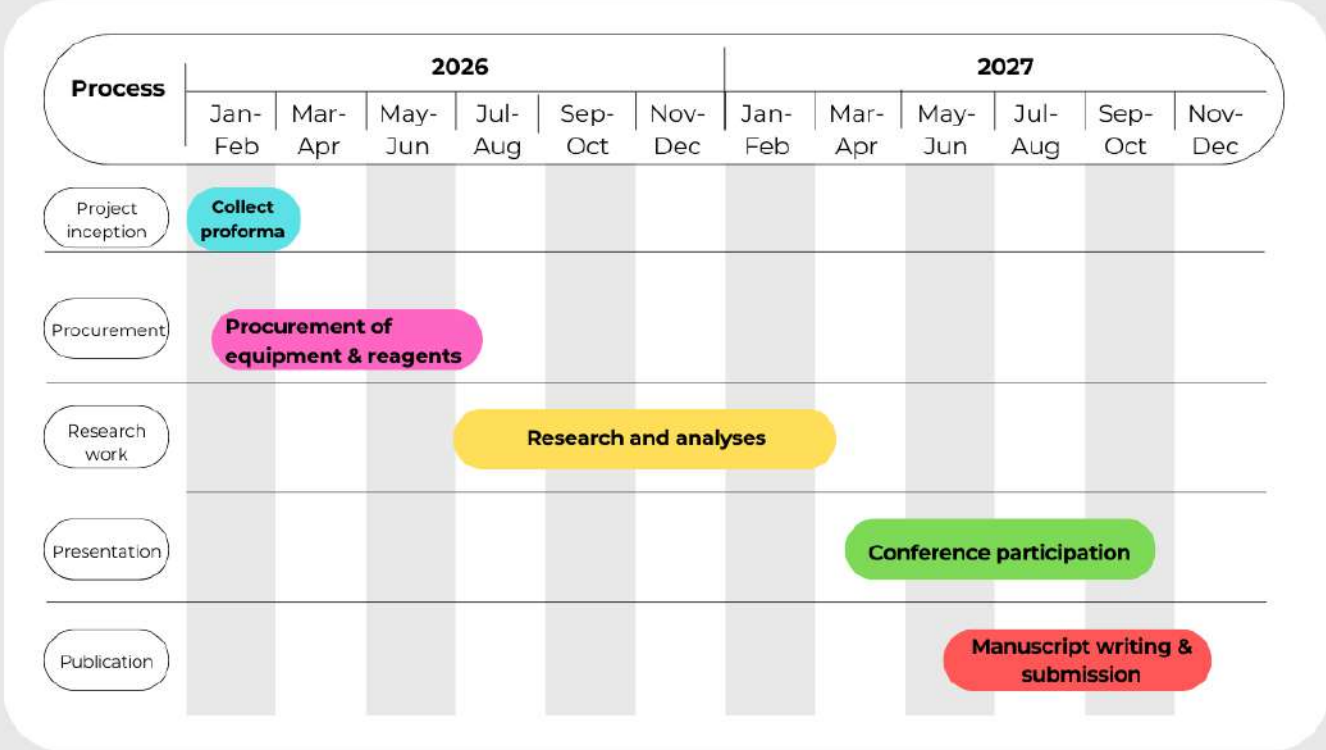 Process
2026
2027
Jan-
Feb
Mar-
Apr
May-
Jun
Jul-
Aug
Sep-
Oct
Nov-
Dec
Jan-
Feb
Mar-
Apr
May-
Jun
Jul-
Aug
Sep-
Oct
Nov-
Dec
Project
inception
Collect
proforma
Procurement
Procurement of
equipment & reagents
Research
work
Research and analyses
Presentation
Conference participation
Publication
Manuscript writing &
submission